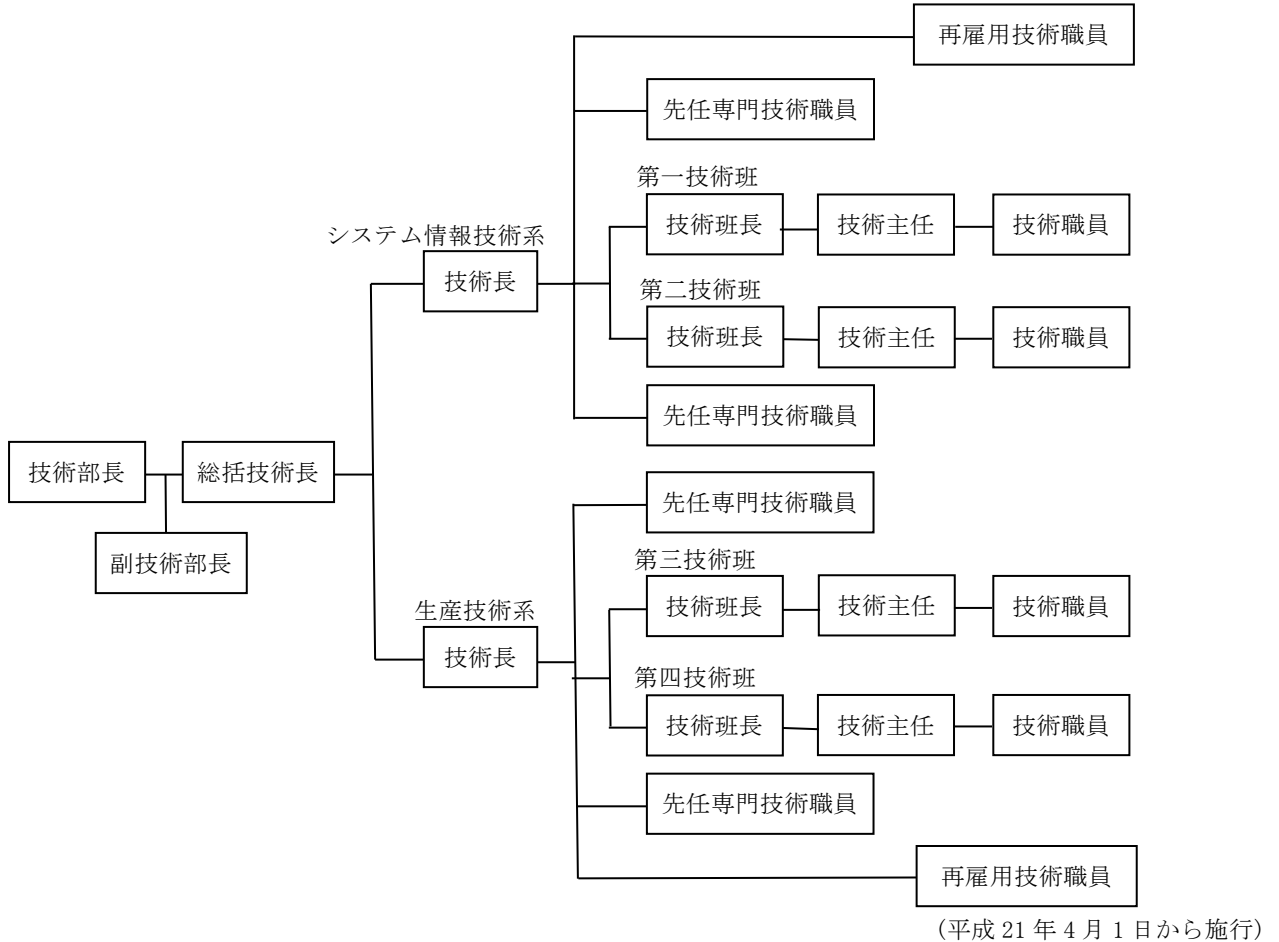 再雇用技術職員
先任専門技術職員
第一技術班
技術班長 技術主任 技術職員
システム情報技術系
技術長
第二技術班
技術班長 技術主任 技術職員
先任専門技術職員
技術部長 総括技術長
副技術部長
先任専門技術職員
第三技術班
技術班長 技術主任 技術職員
生産技術系
技術長
第四技術班
技術班長 技術主任 技術職員
先任専門技術職員
再雇用技術職員
(平成 21 年 4 月 1 日から施行)